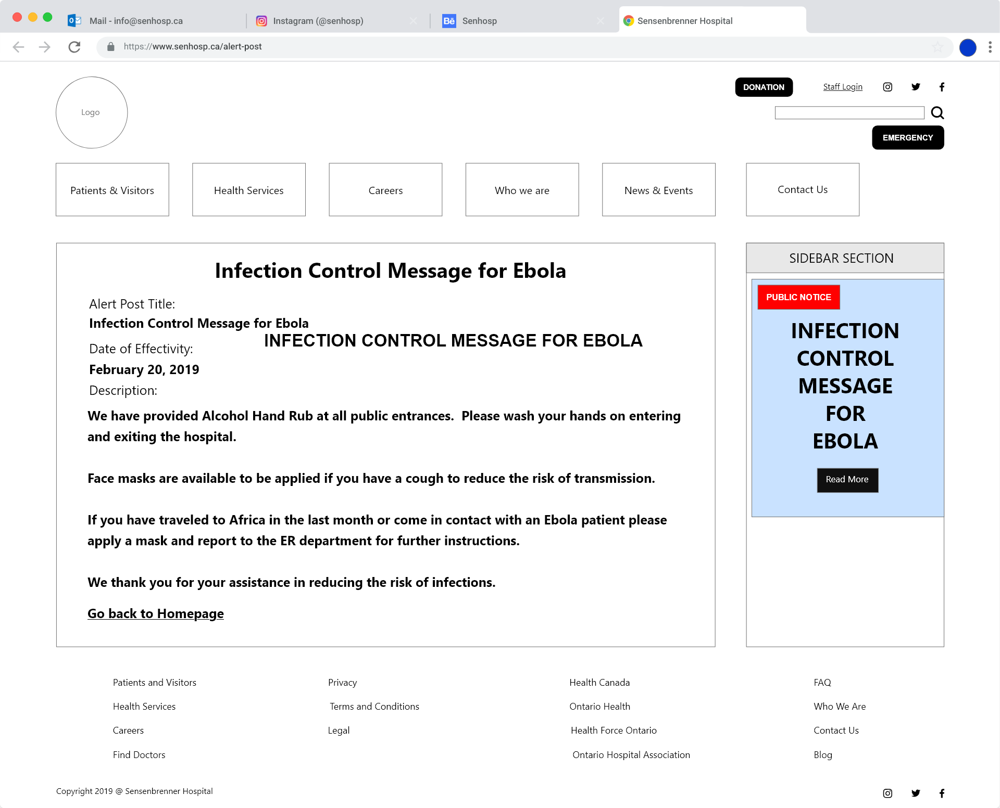 Mail - info@senhosp.ca
Instagram (@senhosp)
Senhosp
Sensenbrenner Hospital
https://www.senhosp.ca/alert-post
Logo
DONATION
Staff Login
EMERGENCY
Patients & Visitors
Health Services
Careers
Who we are
News & Events
Contact Us
Infection Control Message for Ebola
Alert Post Title:
Infection Control Message for Ebola
INFECTION CONTROL MESSAGE FOR EBOLA
Date of Effectivity:
February 20, 2019
Description:
We have provided Alcohol Hand Rub at all public entrances.  Please wash your hands on entering
and exiting the hospital.
Face masks are available to be applied if you have a cough to reduce the risk of transmission.
If you have traveled to Africa in the last month or come in contact with an Ebola patient please
apply a mask and report to the ER department for further instructions.
We thank you for your assistance in reducing the risk of infections.
Go back to Homepage
SIDEBAR SECTION
PUBLIC NOTICE
INFECTION
CONTROL
MESSAGE
FOR
EBOLA
Read More
Patients and Visitors
Health Services
Careers
Find Doctors
Privacy
Terms and Conditions
Legal
Health Canada
Ontario Health
Health Force Ontario
Ontario Hospital Association
FAQ
Who We Are
Contact Us
Blog
Copyright 2019 @ Sensenbrenner Hospital